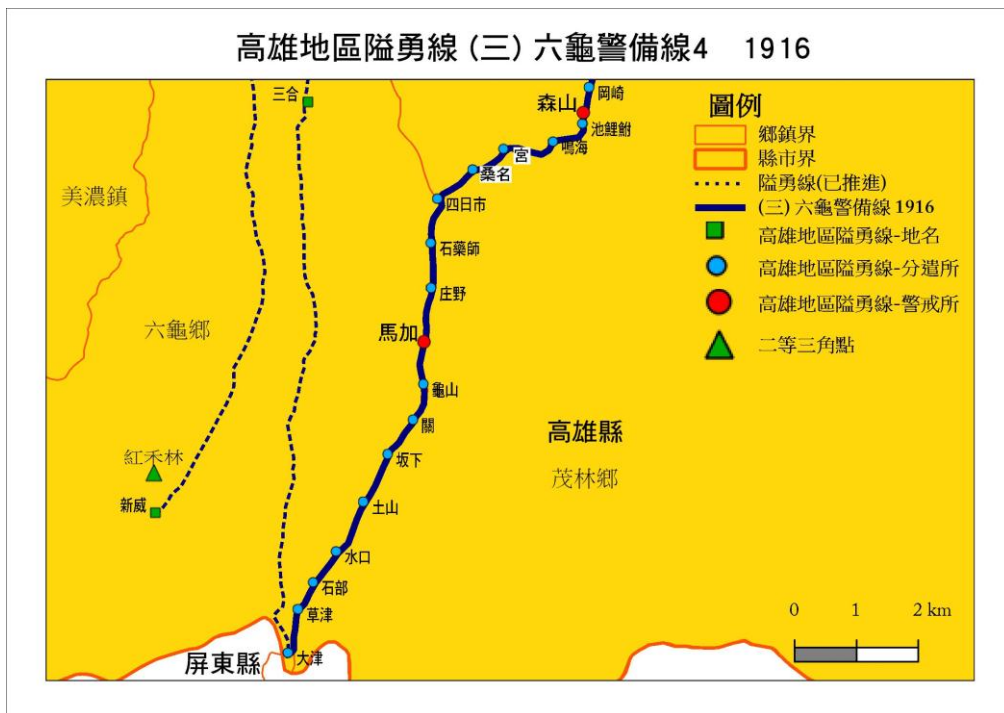 高雄地區隘勇線 (三) 六龜警備線4 1916
三合
岡崎
森山
池鯉鮒
鳴海
宮
桑名
四日市
美濃鎮
石藥師
庄野
六龜鄉
馬加
龜山
關
高雄縣
坂下
紅禾林
茂林鄉
新威
土山
水口
石部
草津
大津
屏東縣
圖例
鄉鎮界
縣市界
隘勇線(已推進)
(三) 六龜警備線 1916
高雄地區隘勇線-地名
高雄地區隘勇線-分遣所
高雄地區隘勇線-警戒所
二等三角點
0 1 2 km